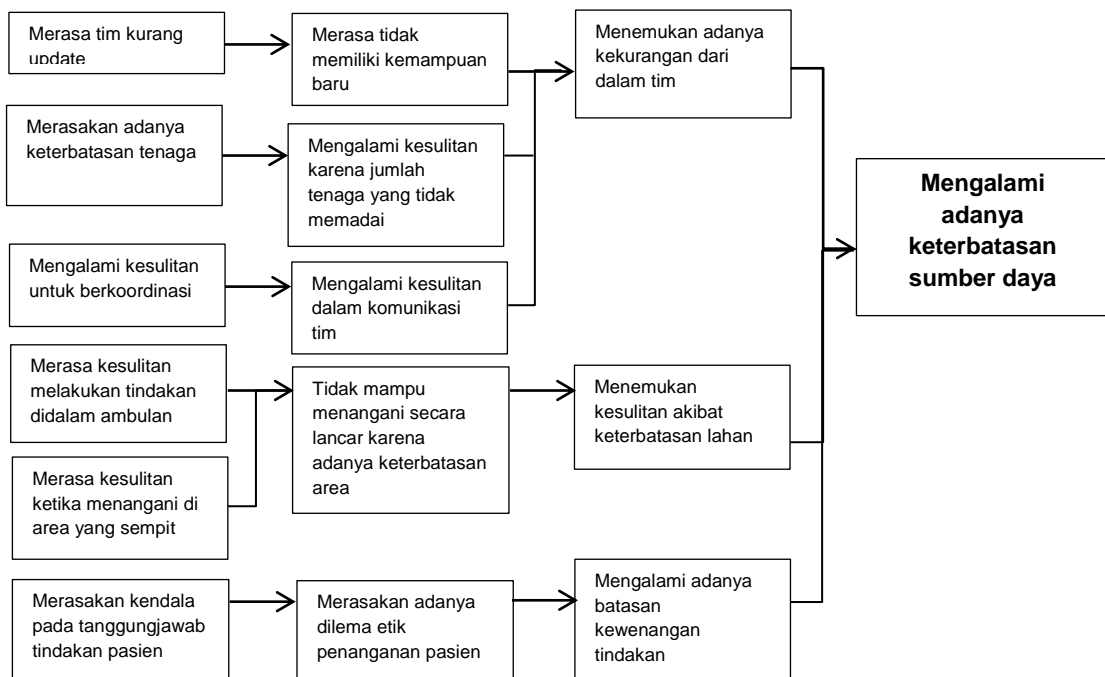 Merasa tim kurang
update
Merasa tidak
memiliki kemampuan
baru
Menemukan adanya
kekurangan dari
dalam tim
Merasakan adanya
keterbatasan tenaga
Mengalami kesulitan
karena jumlah
tenaga yang tidak
memadai
Mengalami
adanya
keterbatasan
sumber daya
Mengalami kesulitan
untuk berkoordinasi
Mengalami kesulitan
dalam komunikasi
tim
Merasa kesulitan
melakukan tindakan
didalam ambulan
Tidak mampu
menangani secara
lancar karena
adanya keterbatasan
area
Menemukan
kesulitan akibat
keterbatasan lahan
Merasa kesulitan
ketika menangani di
area yang sempit
Merasakan kendala
pada tanggungjawab
tindakan pasien
Merasakan adanya
dilema etik
penanganan pasien
Mengalami adanya
batasan
kewenangan
tindakan